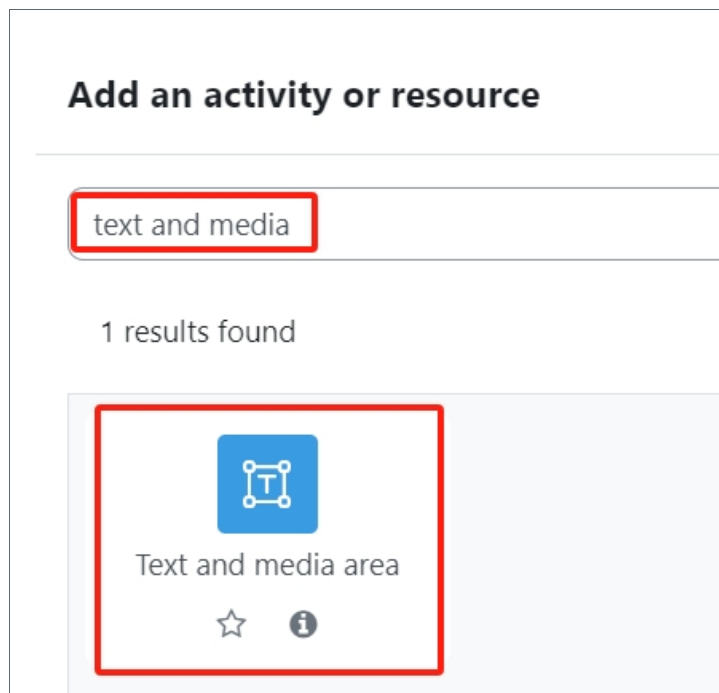 Add an activity or resource
text and media
1 results found
Text and media area